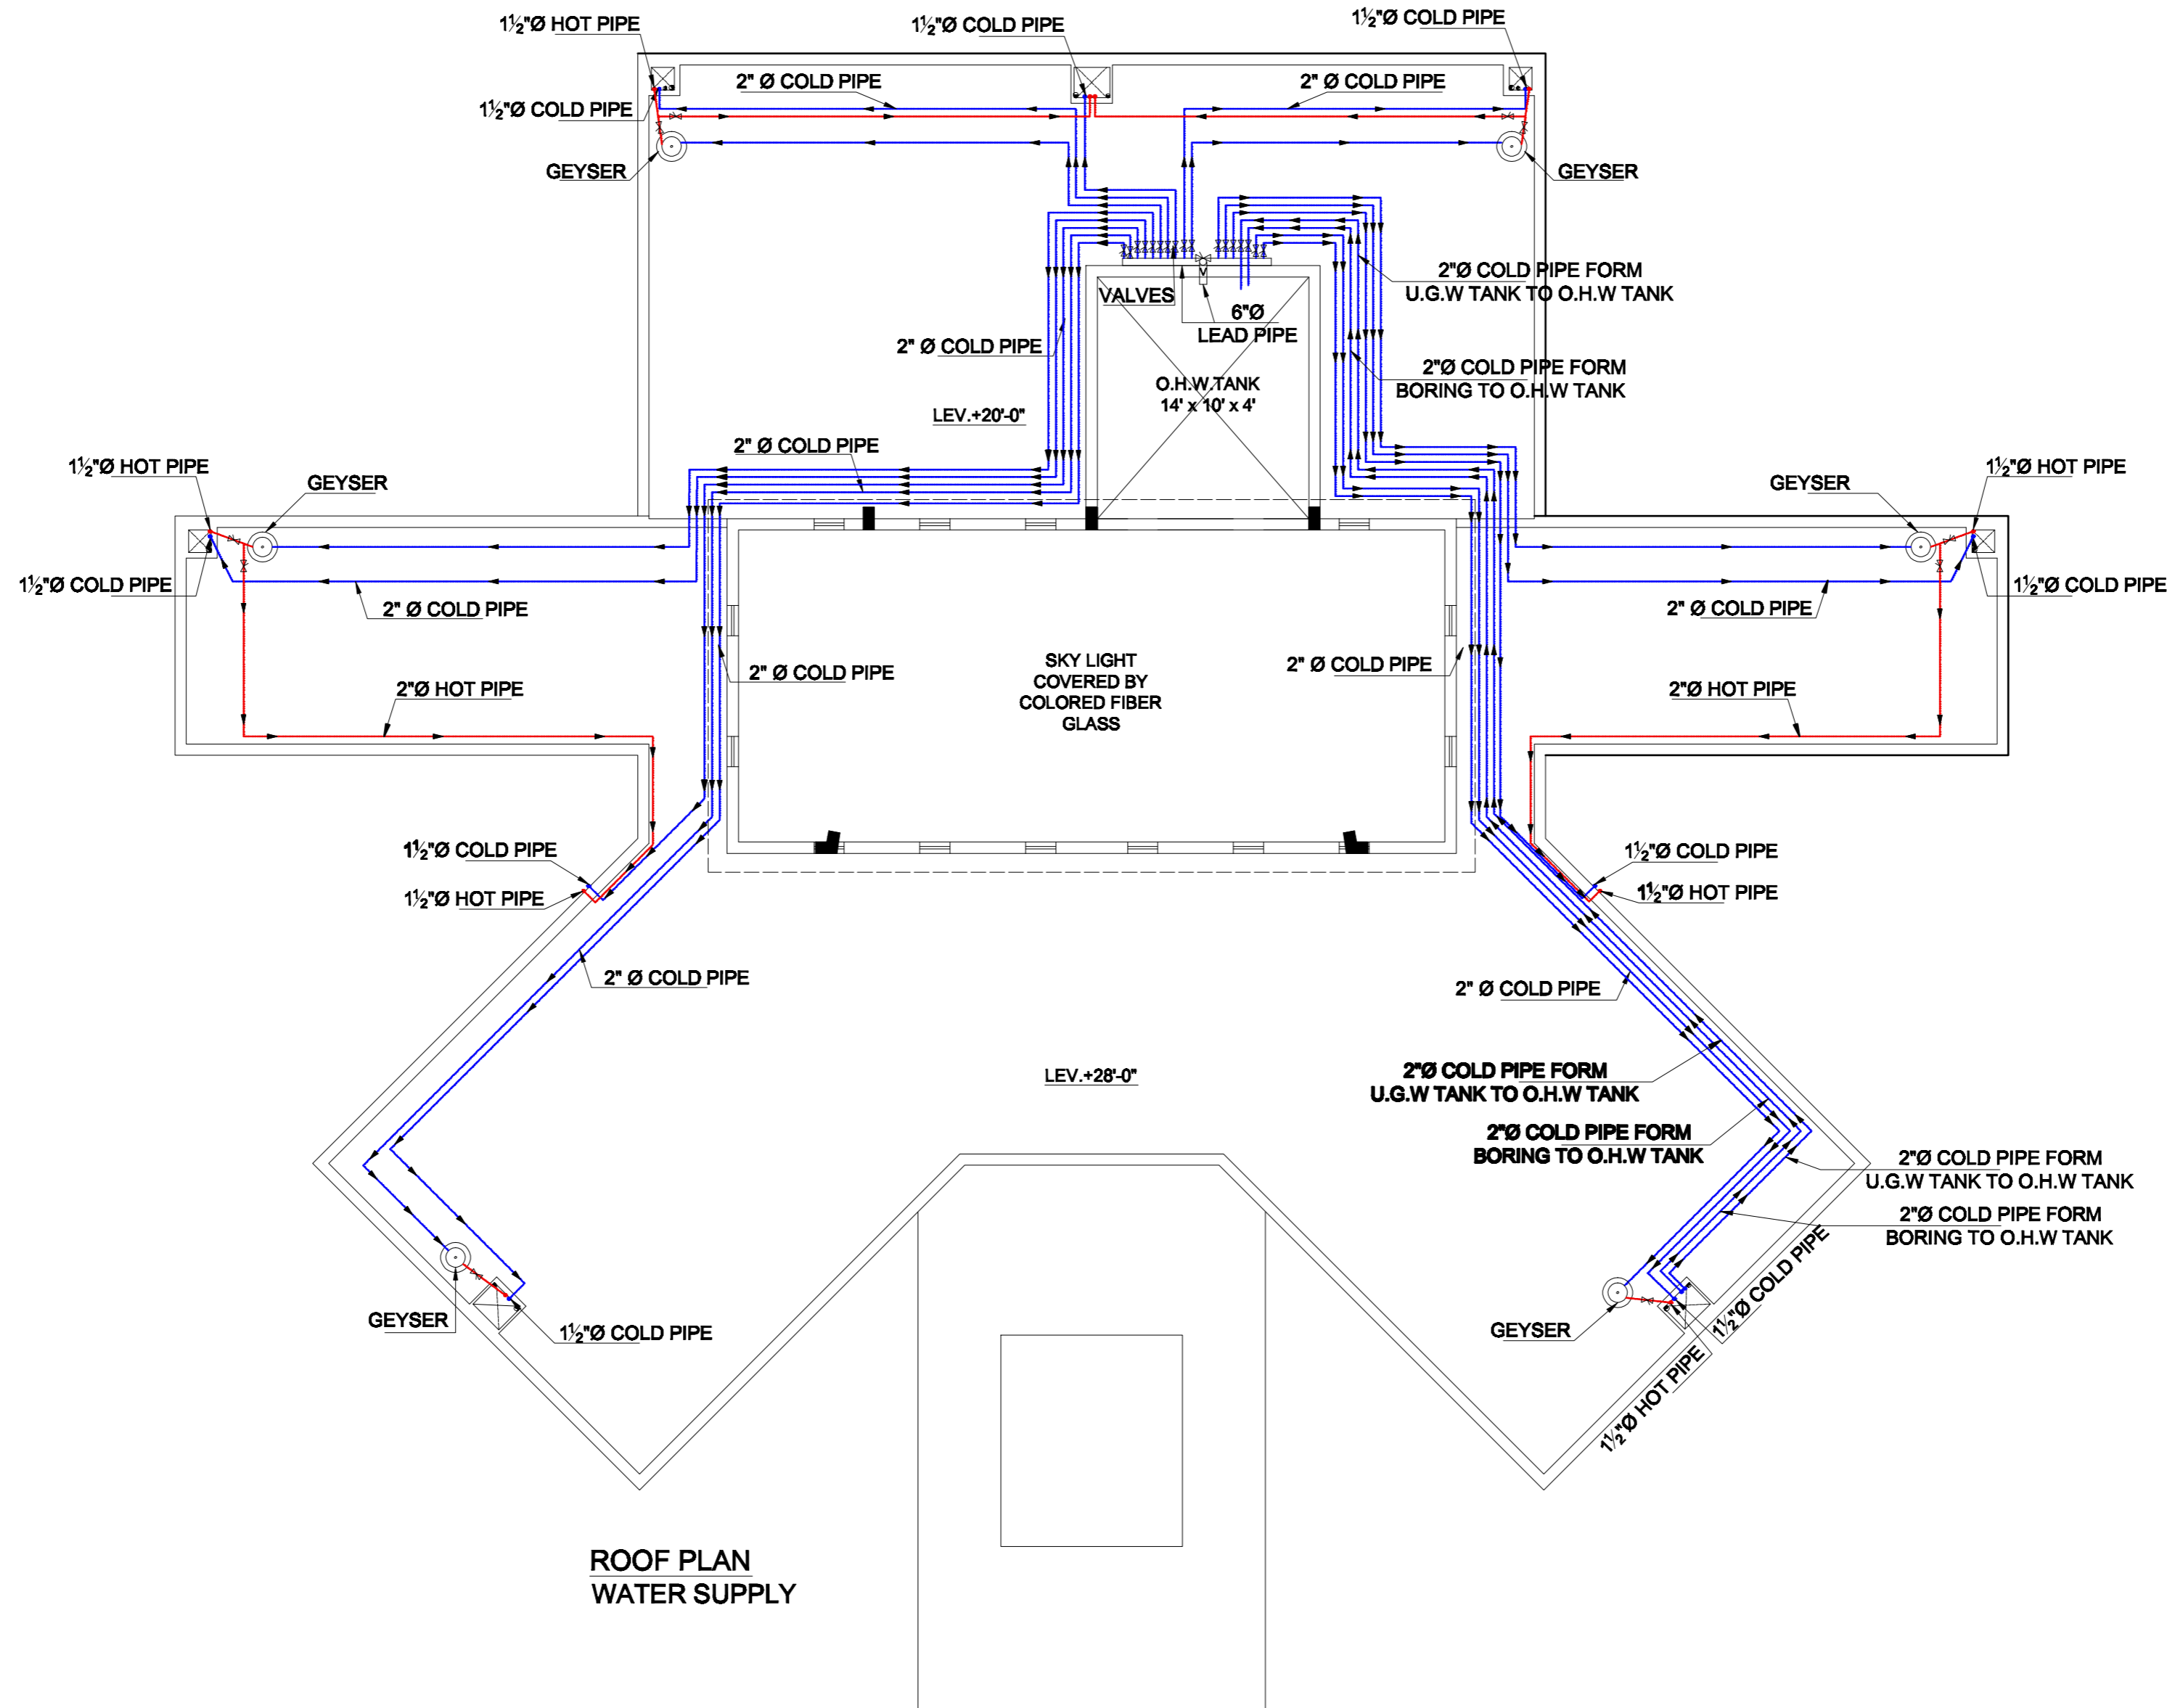 1½"Ø HOT PIPE
1½"Ø COLD PIPE
1½"Ø COLD PIPE
2" Ø COLD PIPE
2" Ø COLD PIPE
1½"Ø COLD PIPE
GEYSER
GEYSER
2"Ø COLD PIPE FORM
U.G.W TANK TO O.H.W TANK
VALVES
6"Ø
LEAD PIPE
2" Ø COLD PIPE
2"Ø COLD PIPE FORM
BORING TO O.H.W TANK
O.H.W.TANK
14' x 10' x 4'
LEV.+20'-0"
2" Ø COLD PIPE
1½"Ø HOT PIPE
GEYSER
GEYSER
1½"Ø HOT PIPE
1½"Ø COLD PIPE
2" Ø COLD PIPE
2" Ø COLD PIPE
1½"Ø COLD PIPE
2" Ø COLD PIPE
SKY LIGHT
COVERED BY
COLORED FIBER
GLASS
2" Ø COLD PIPE
2"Ø HOT PIPE
2"Ø HOT PIPE
1½"Ø COLD PIPE
1½"Ø HOT PIPE
1½"Ø COLD PIPE
1½"Ø HOT PIPE
2" Ø COLD PIPE
2" Ø COLD PIPE
LEV.+28'-0"
2"Ø COLD PIPE FORM
U.G.W TANK TO O.H.W TANK
2"Ø COLD PIPE FORM
BORING TO O.H.W TANK
2"Ø COLD PIPE FORM
U.G.W TANK TO O.H.W TANK
2"Ø COLD PIPE FORM
BORING TO O.H.W TANK
GEYSER
1½"Ø COLD PIPE
GEYSER
1½"Ø COLD PIPE
1½"Ø HOT PIPE
ROOF PLAN
WATER SUPPLY